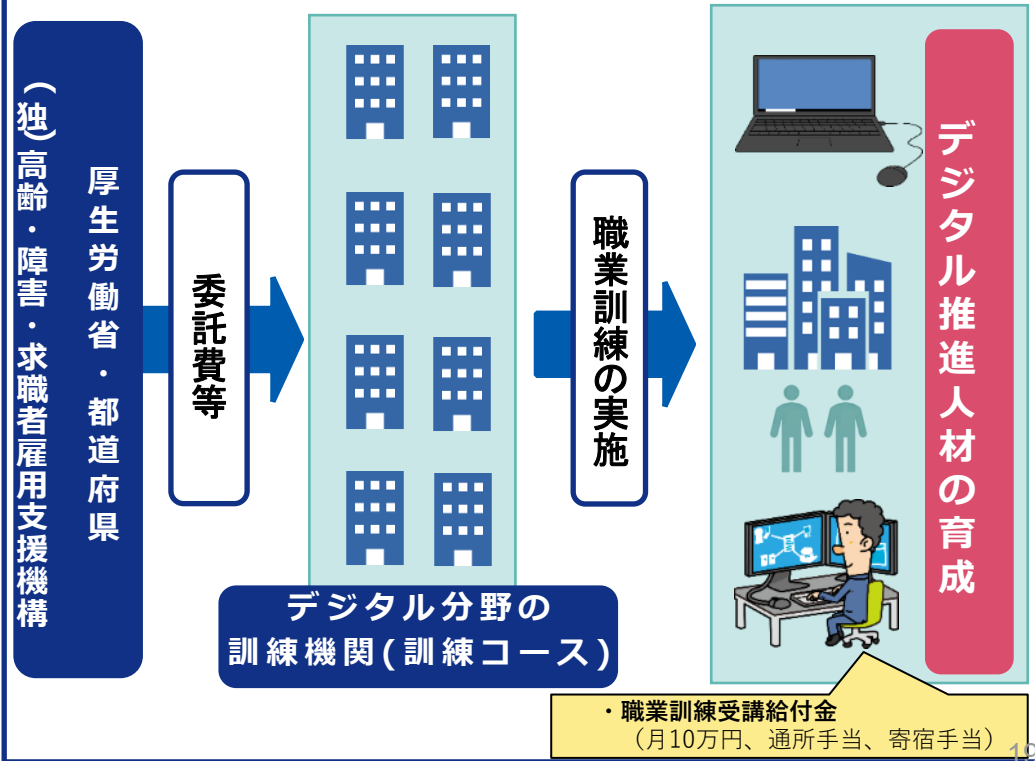 厚生労働省・都道府県
(独)高齢・障害・求職者雇用支援機構
委託費等
デジタル分野の
訓練機関(訓練コース)
職業訓練の実施
デジタル推進人材の育成
・職業訓練受講給付金
(月10万円、通所手当、寄宿手当)
19